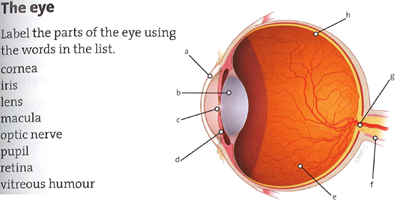 The eye
Label the parts of the eye using
the words in the list.
cornea
iris
lens
macula
optic nerve
pupil
retina
vitreous humour
a
b
c
d
h
g
e
f